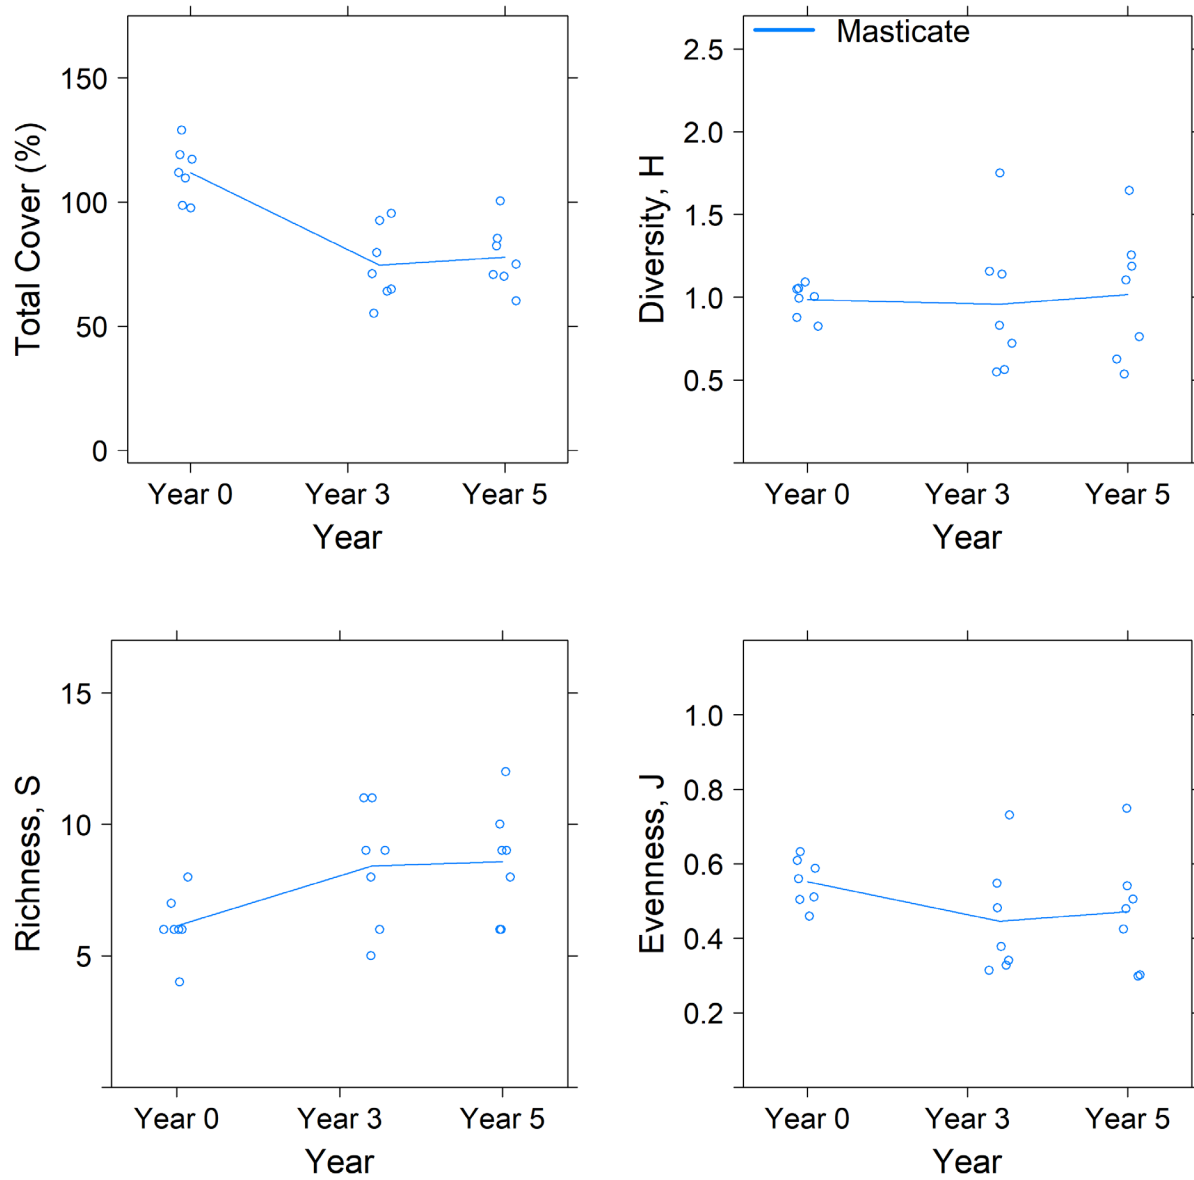 Total Cover (%)
150
100
50
0
Year 0 Year 3 Year 5
Year
Masticate
Diversity, H
2.5
2.0
1.5
1.0
0.5
Year 0 Year 3 Year 5
Year
Richness, S
15
10
5
Year 0 Year 3 Year 5
Year
Evenness, J
1.0
0.8
0.6
0.4
0.2
Year 0 Year 3 Year 5
Year